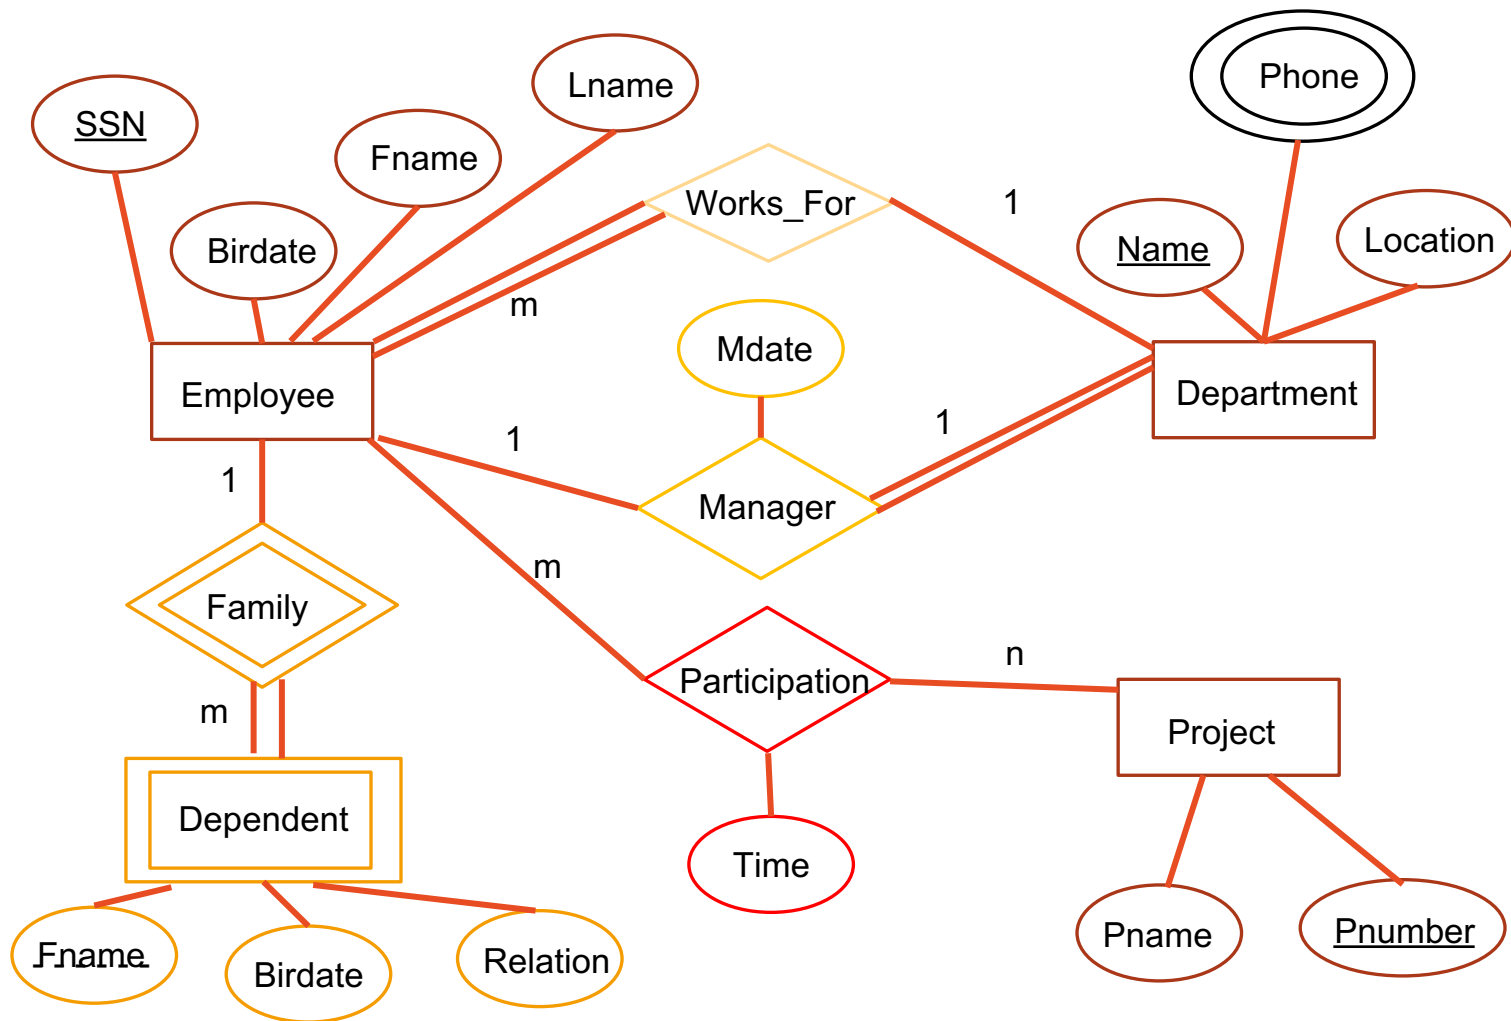 Phone
Lname
SSN
Fname
Works_For
1
Birdate
Name
Location
m
Mdate
Employee
Department
1
1
1
Manager
m
Family
n
Participation
m
Project
Dependent
Time
Pname
Pnumber
Fname
Birdate
Relation